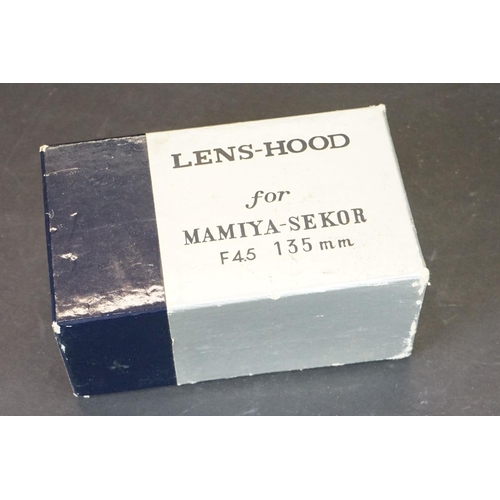 LENS-HOOD
for
MAMIYA-SEKOR
F4.5 135mm